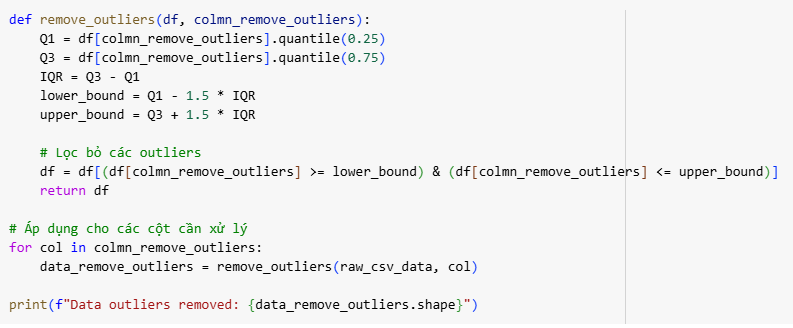 def remove_outliers(df, colmn_remove_outliers):
    Q1 = df[colmn_remove_outliers].quantile(0.25)
    Q3 = df[colmn_remove_outliers].quantile(0.75)
    IQR = Q3 - Q1
    lower_bound = Q1 - 1.5 * IQR
    upper_bound = Q3 + 1.5 * IQR

    # Lọc bỏ các outliers
    df = df[(df[colmn_remove_outliers] >= lower_bound) & (df[colmn_remove_outliers] <= upper_bound)]
    return df

# Áp dụng cho các cột cần xử lý
for col in colmn_remove_outliers:
    data_remove_outliers = remove_outliers(raw_csv_data, col)

print(f"Data outliers removed: {data_remove_outliers.shape}")